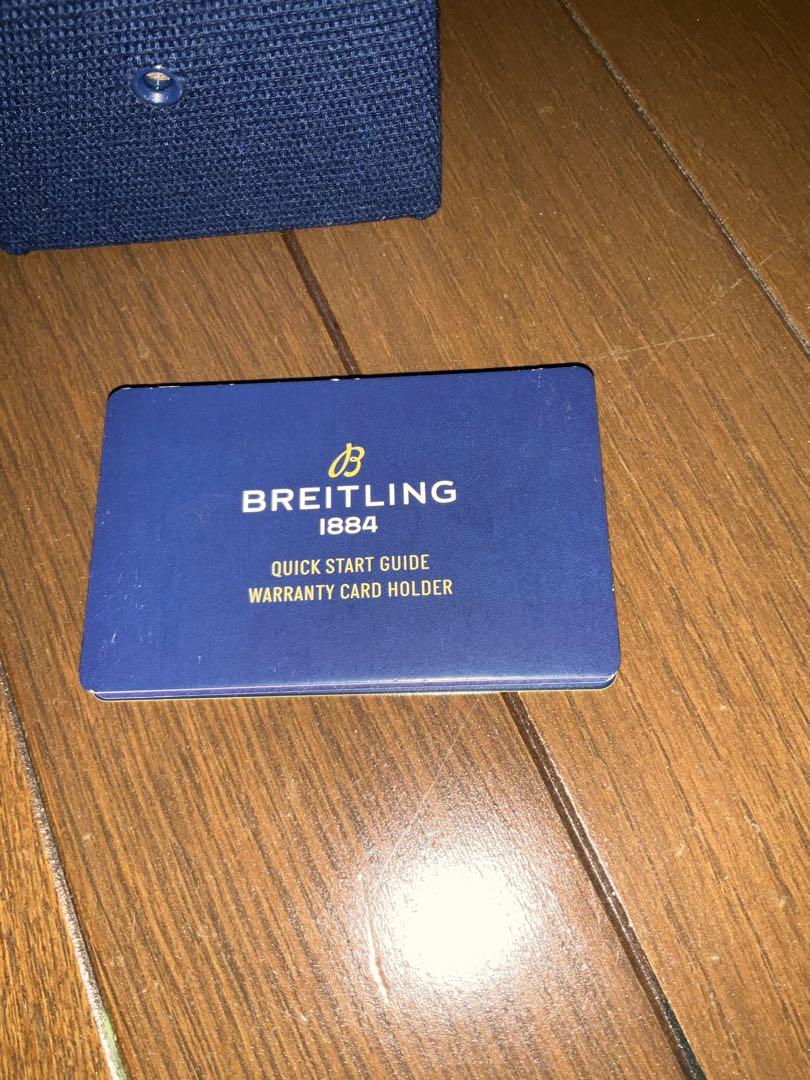 B
BREITLING
1884
QUICK START GUIDE
WARRANTY CARD HOLDER